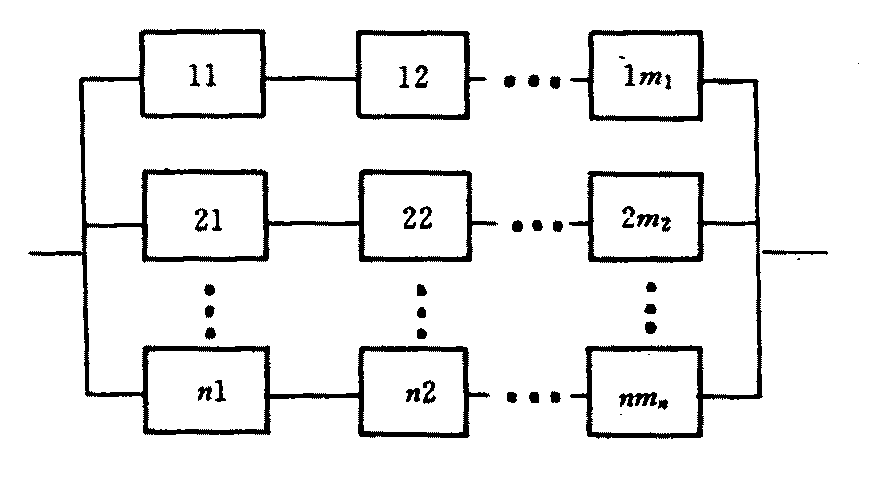 11 12 ••• 1m₁
21 22 ••• 2m₂
n1 n2 ••• nmₙ